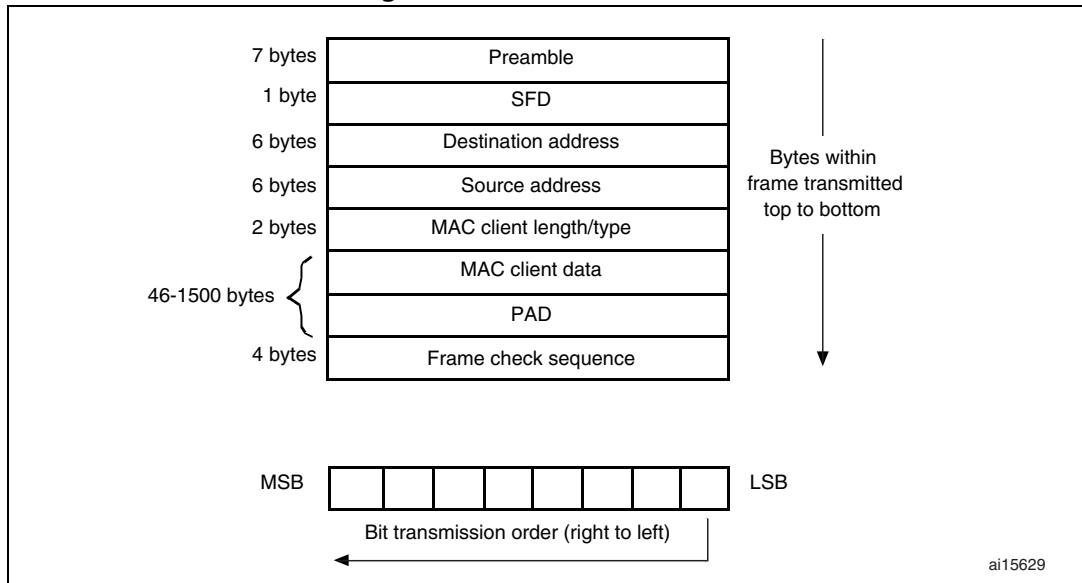 7 bytes Preamble
1 byte SFD
6 bytes Destination address
6 bytes Source address
2 bytes MAC client length/type
46-1500 bytes
MAC client data
PAD
4 bytes Frame check sequence
Bytes within
frame transmitted
top to bottom
MSB LSB
Bit transmission order (right to left)
ai15629